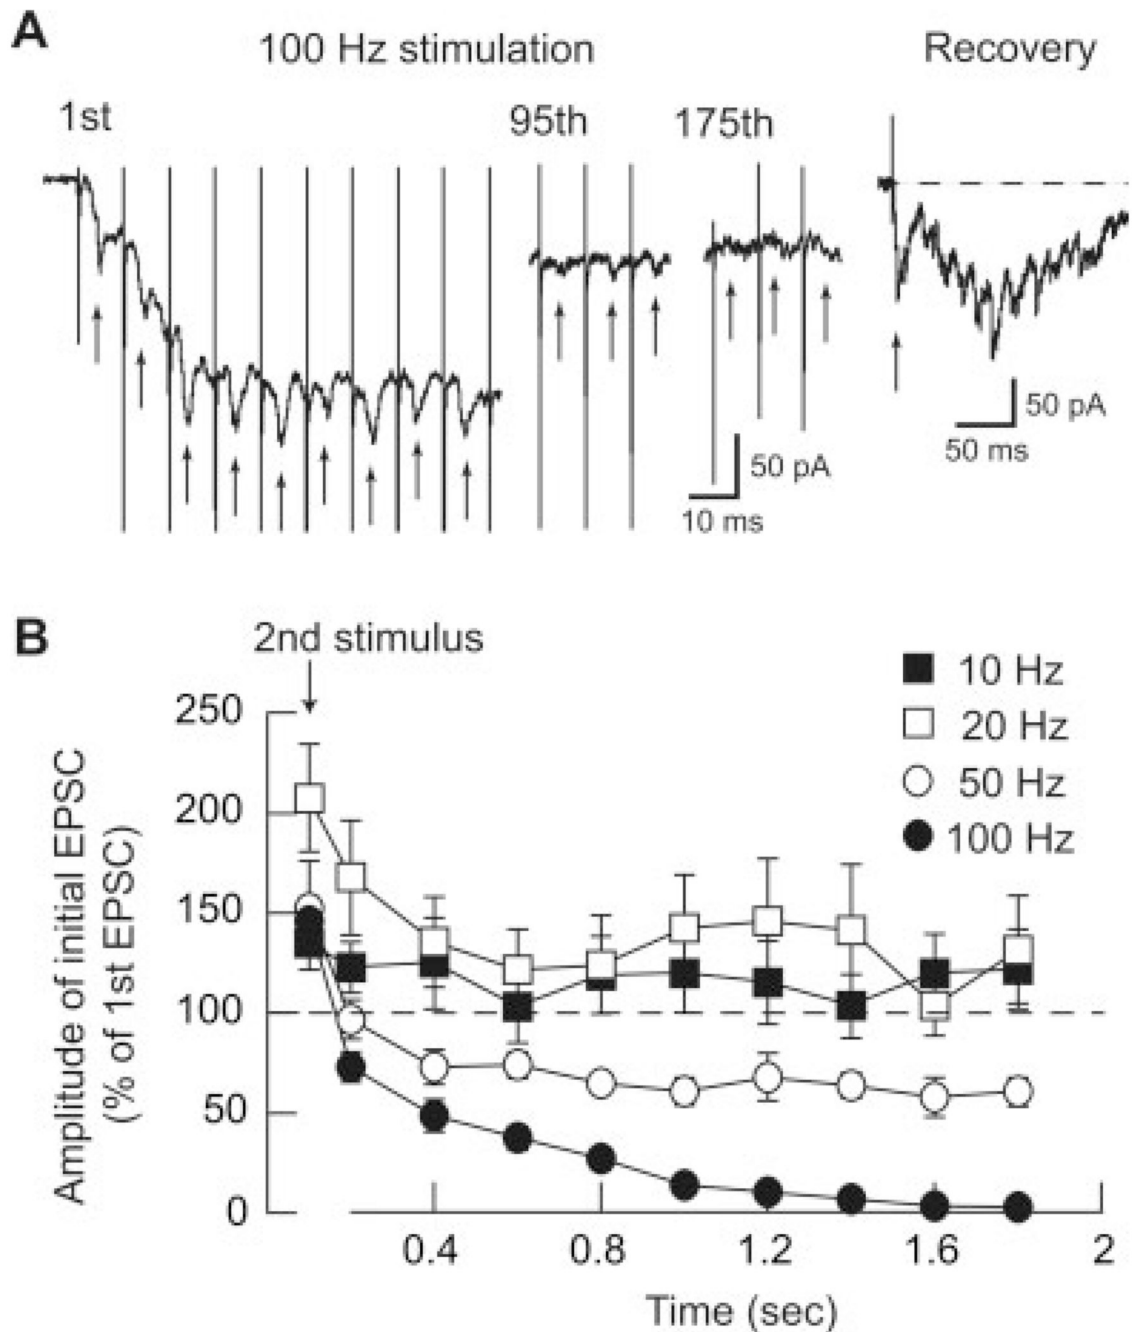 A
100 Hz stimulation
Recovery
1st
95th
175th
50 pA
50 ms
50 pA
10 ms
B
2nd stimulus
10 Hz
20 Hz
50 Hz
100 Hz
Amplitude of initial EPSC
(% of 1st EPSC)
250
200
150
100
50
0
0.4
0.8
1.2
1.6
2
Time (sec)